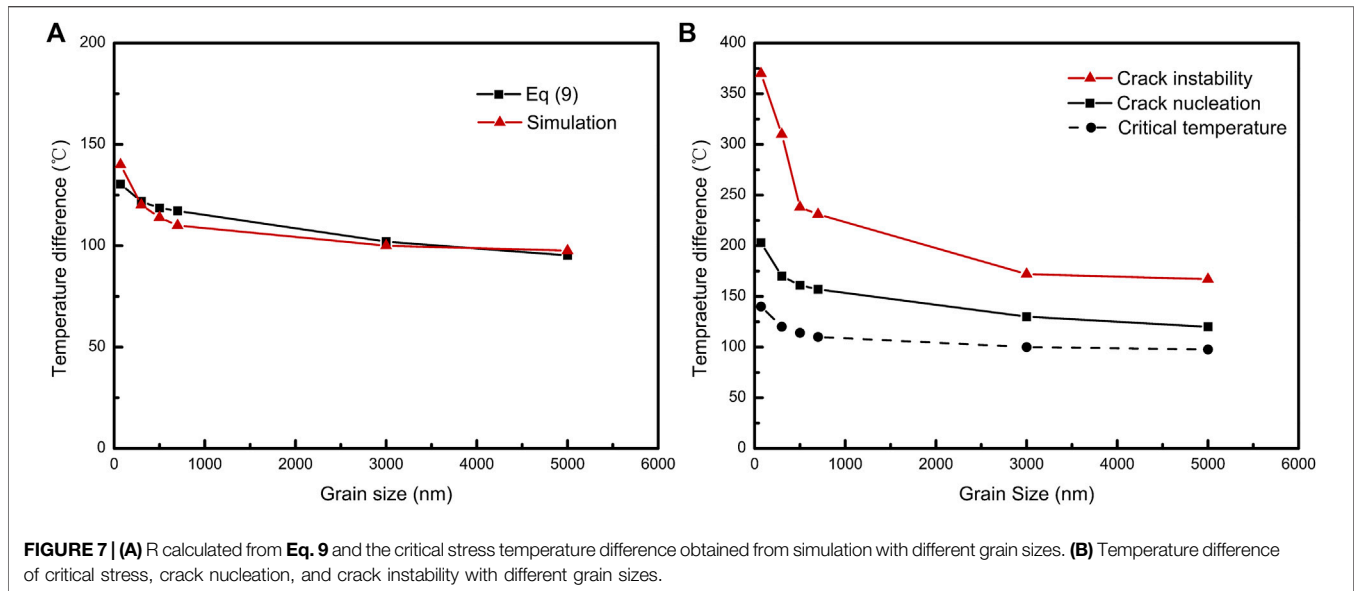 A
200
150
100
50
0
Temperature difference (℃)
Eq (9)
Simulation
0 1000 2000 3000 4000 5000 6000
Grain size (nm)
B
400
350
300
250
200
150
100
50
0
Tempraeture difference (℃)
Crack instability
Crack nucleation
Critical temperature
0 1000 2000 3000 4000 5000 6000
Grain Size (nm)
FIGURE 7 | (A) R calculated from Eq. 9 and the critical stress temperature difference obtained from simulation with different grain sizes. (B) Temperature difference
of critical stress, crack nucleation, and crack instability with different grain sizes.